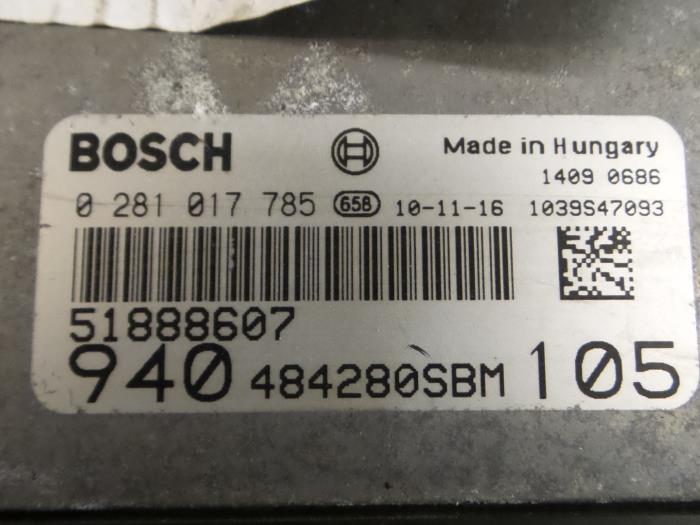 BOSCH
Made in Hungary
1409 0686
0 281 017 785 658 10-11-16 1039S47093
51888607
940 484280SBM 105